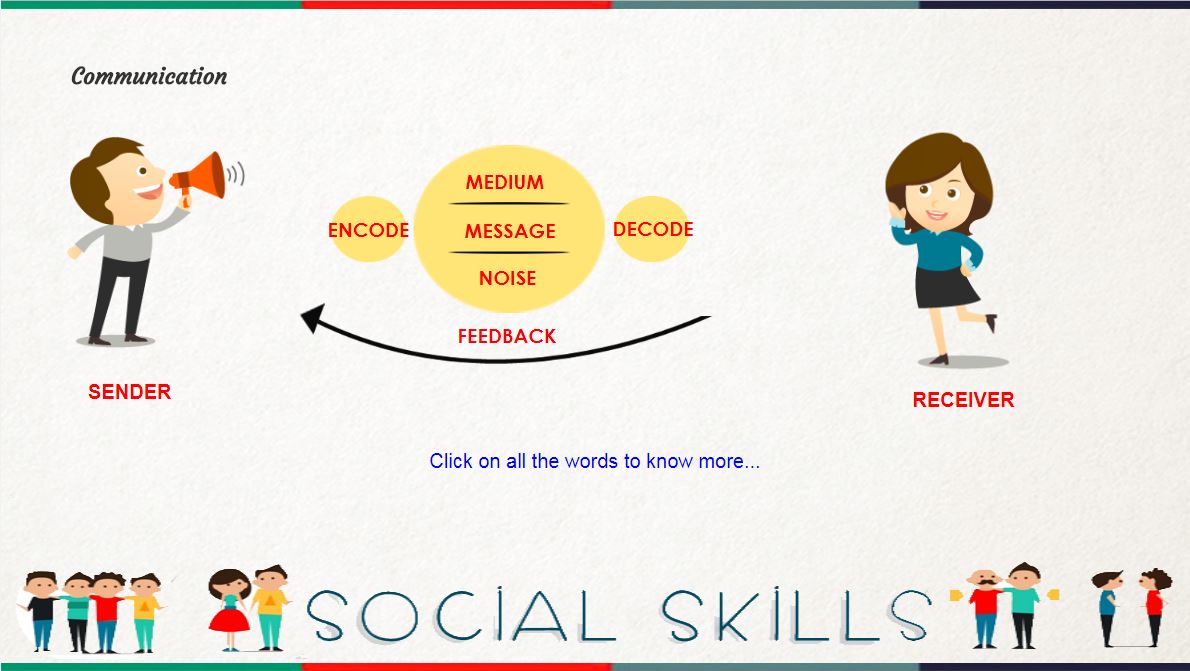 Communication
MEDIUM
ENCODE
MESSAGE
DECODE
NOISE
FEEDBACK
SENDER
RECEIVER
Click on all the words to know more...
SOCIAL SKILLS